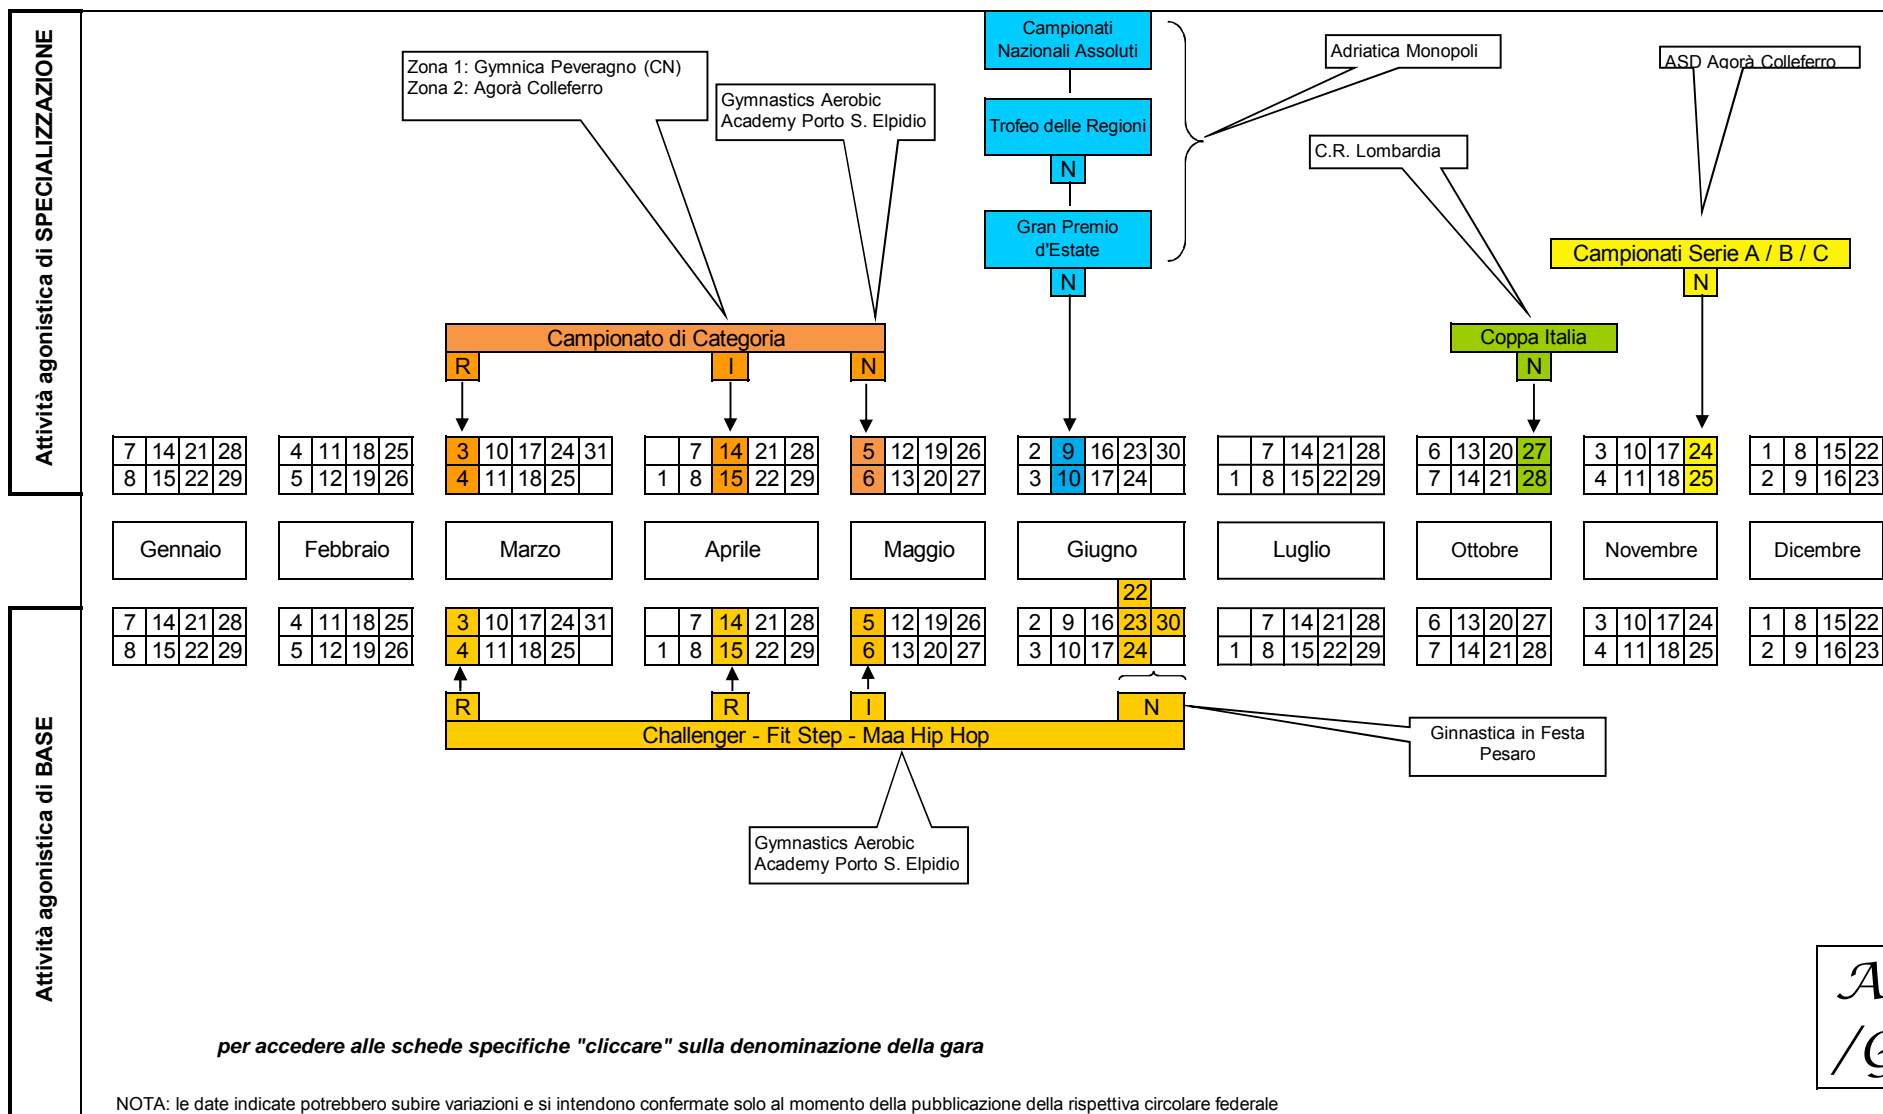 Attività agonistica di SPECIALIZZAZIONE
Campionati
Nazionali Assoluti
Trofeo delle Regioni
N
Gran Premio
d'Estate
N
Adriatica Monopoli
ASD Agorà Colleferro
Zona 1: Gymnica Peveragno (CN)
Zona 2: Agorà Colleferro
Gymnastics Aerobic
Academy Porto S. Elpidio
C.R. Lombardia
Campionati Serie A / B / C
N
Campionato di Categoria
R I N
Coppa Italia
N
7 14 21 28 4 11 18 25 3 10 17 24 31 7 14 21 28 5 12 19 26 2 9 16 23 30 7 14 21 28 6 13 20 27 3 10 17 24 1 8 15 22
8 15 22 29 5 12 19 26 4 11 18 25 1 8 15 22 29 6 13 20 27 3 10 17 24 1 8 15 22 29 7 14 21 28 4 11 18 25 2 9 16 23
Gennaio Febbraio Marzo Aprile Maggio Giugno Luglio Ottobre Novembre Dicembre
Attività agonistica di BASE
22
7 14 21 28 4 11 18 25 3 10 17 24 31 7 14 21 28 5 12 19 26 2 9 16 23 30 7 14 21 28 6 13 20 27 3 10 17 24 1 8 15 22
8 15 22 29 5 12 19 26 4 11 18 25 1 8 15 22 29 6 13 20 27 3 10 17 24 1 8 15 22 29 7 14 21 28 4 11 18 25 2 9 16 23
R R I N
Challenger - Fit Step - Maa Hip Hop
Ginnastica in Festa
Pesaro
Gymnastics Aerobic
Academy Porto S. Elpidio
per accedere alle schede specifiche "cliccare" sulla denominazione della gara
NOTA: le date indicate potrebbero subire variazioni e si intendono confermate solo al momento della pubblicazione della rispettiva circolare federale